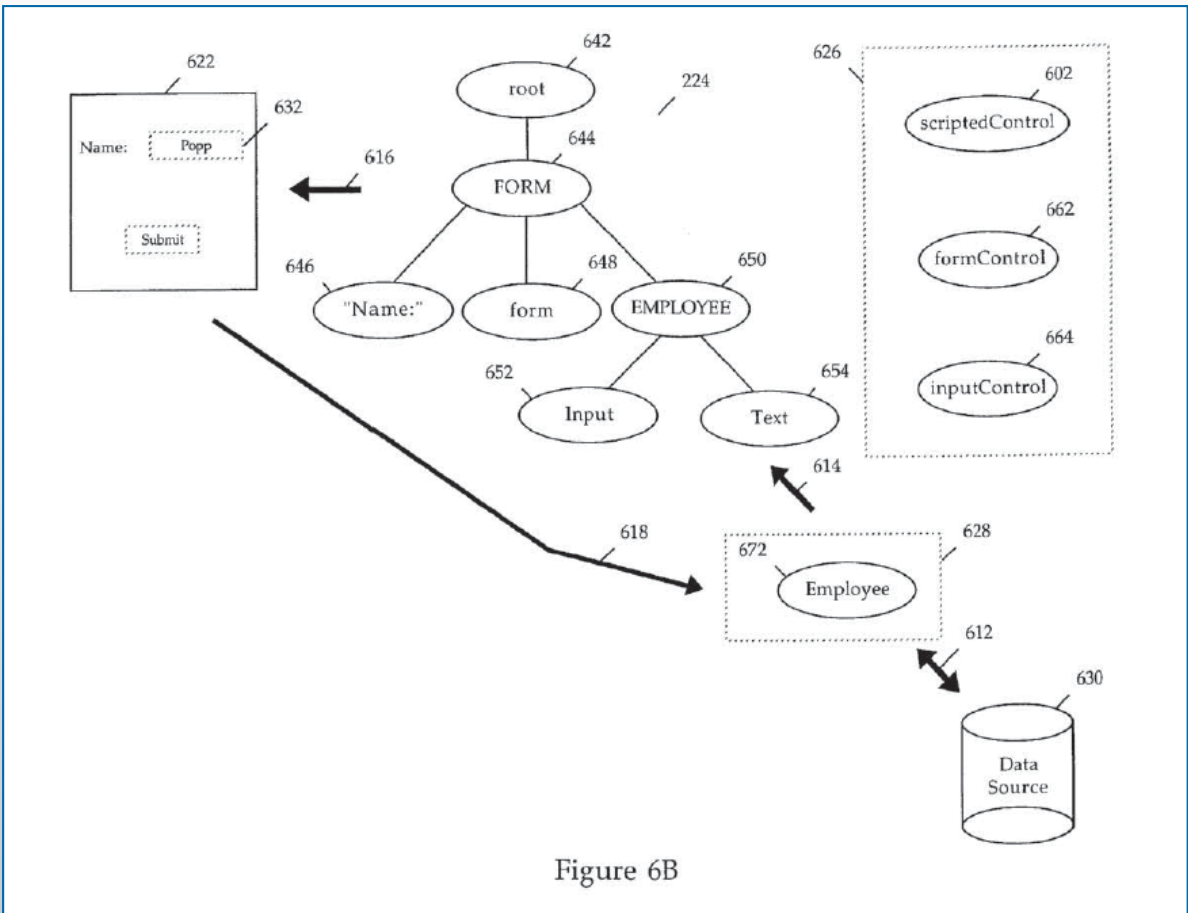 642
622
626
602
root
224
632
scriptedControl
Name:
Popp
644
616
FORM
662
Submit
646
648
650
formControl
"Name:"
form
EMPLOYEE
664
652
654
inputControl
Input
Text
614
618
628
672
Employee
612
630
Data
Source
Figure 6B